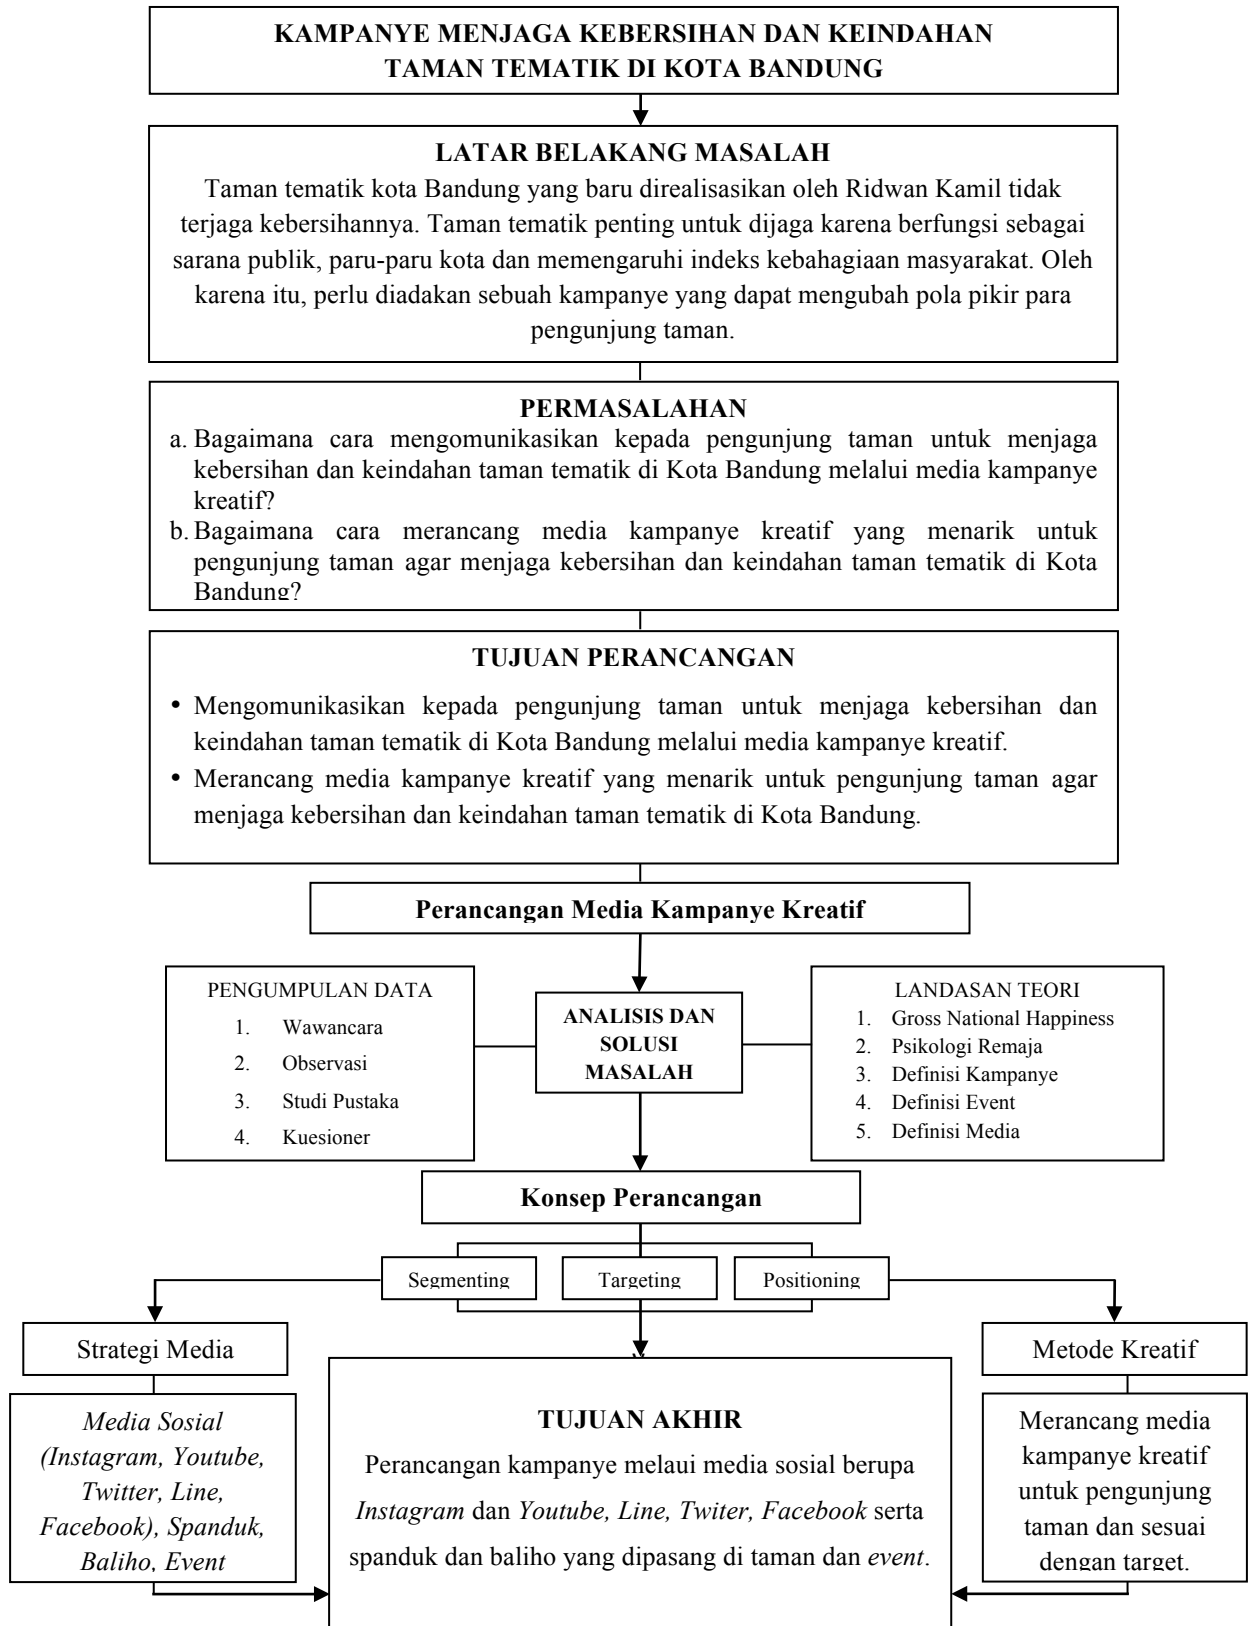 KAMPANYE MENJAGA KEBERSIHAN DAN KEINDAHAN
TAMAN TEMATIK DI KOTA BANDUNG
LATAR BELAKANG MASALAH
Taman tematik kota Bandung yang baru direalisasikan oleh Ridwan Kamil tidak
terjaga kebersihannya. Taman tematik penting untuk dijaga karena berfungsi sebagai
sarana publik, paru-paru kota dan memengaruhi indeks kebahagiaan masyarakat. Oleh
karena itu, perlu diadakan sebuah kampanye yang dapat mengubah pola pikir para
pengunjung taman.
PERMASALAHAN
a. Bagaimana cara mengomunikasikan kepada pengunjung taman untuk menjaga
kebersihan dan keindahan taman tematik di Kota Bandung melalui media kampanye
kreatif?
b. Bagaimana cara merancang media kampanye kreatif yang menarik untuk
pengunjung taman agar menjaga kebersihan dan keindahan taman tematik di Kota
Bandung?
TUJUAN PERANCANGAN
• Mengomunikasikan kepada pengunjung taman untuk menjaga kebersihan dan
keindahan taman tematik di Kota Bandung melalui media kampanye kreatif.
• Merancang media kampanye kreatif yang menarik untuk pengunjung taman agar
menjaga kebersihan dan keindahan taman tematik di Kota Bandung.
Perancangan Media Kampanye Kreatif
PENGUMPULAN DATA
1. Wawancara
2. Observasi
3. Studi Pustaka
4. Kuesioner
ANALISIS DAN
SOLUSI
MASALAH
LANDASAN TEORI
1. Gross National Happiness
2. Psikologi Remaja
3. Definisi Kampanye
4. Definisi Event
5. Definisi Media
Konsep Perancangan
Segmenting
Targeting
Positioning
Strategi Media
Media Sosial
(Instagram, Youtube,
Twitter, Line,
Facebook), Spanduk,
Baliho, Event
TUJUAN AKHIR
Perancangan kampanye melaui media sosial berupa
Instagram dan Youtube, Line, Twiter, Facebook serta
spanduk dan baliho yang dipasang di taman dan event.
Metode Kreatif
Merancang media
kampanye kreatif
untuk pengunjung
taman dan sesuai
dengan target.